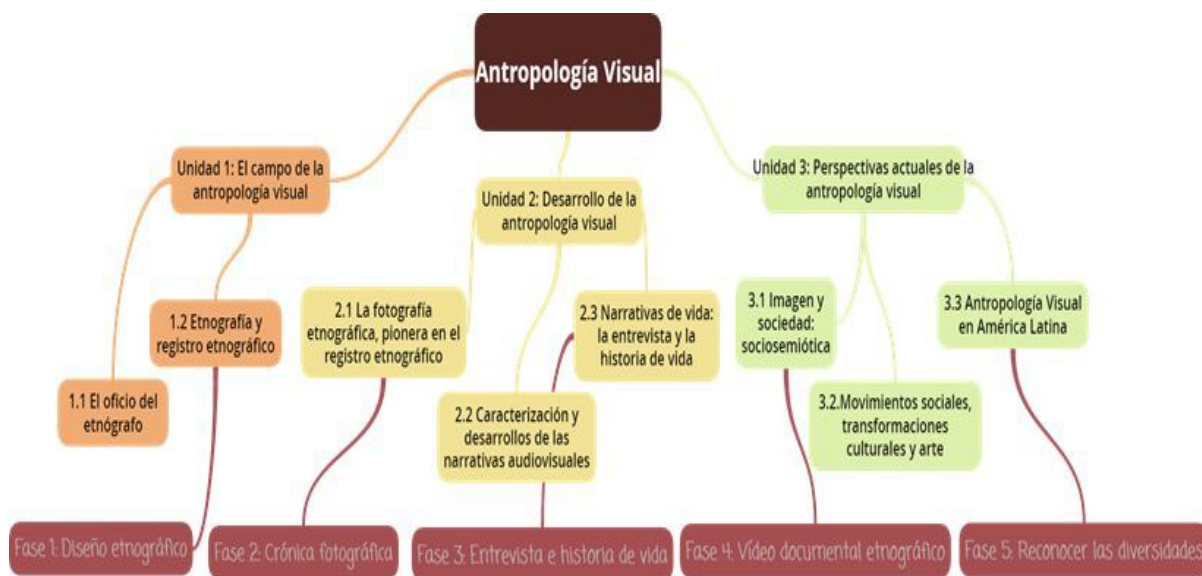 Antropología Visual
Unidad 1: El campo de la
antropología visual
Unidad 2: Desarrollo de la
antropología visual
Unidad 3: Perspectivas actuales de la
antropología visual
1.1 El oficio del
etnógrafo
1.2 Etnografía y
registro etnográfico
2.1 La fotografía
etnográfica, pionera en el
registro etnográfico
2.2 Caracterización y
desarrollos de las
narrativas audiovisuales
2.3 Narrativas de vida:
la entrevista y la
historia de vida
3.1 Imagen y
sociedad:
sociosemiótica
3.2.Movimientos sociales,
transformaciones
culturales y arte
3.3 Antropología Visual
en América Latina
Fase 1: Diseño etnográfico
Fase 2: Crónica fotográfica
Fase 3: Entrevista e historia de vida
Fase 4: Vídeo documental etnográfico
Fase 5: Reconocer las diversidades